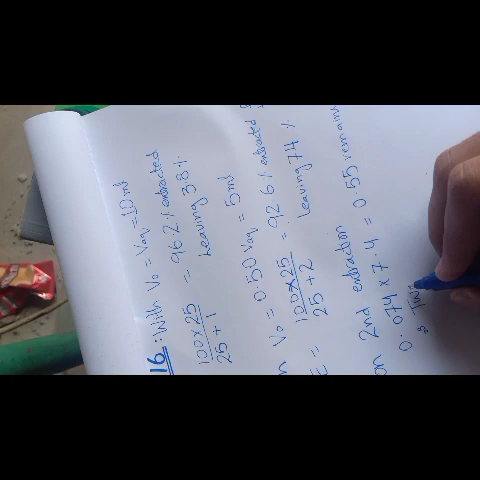 16: With Vo = Vaq = 10 ml
100 x 25 / 25 + 1 = 96.2% extracted
Leaving 3.8%
Vo = 0.50 Vaq = 5 ml
100 x 25 / 25 + 2 = 92.6% extracted
Leaving 7.4%
on 2nd extraction
0.074 x 7.4 = 0.55 remain